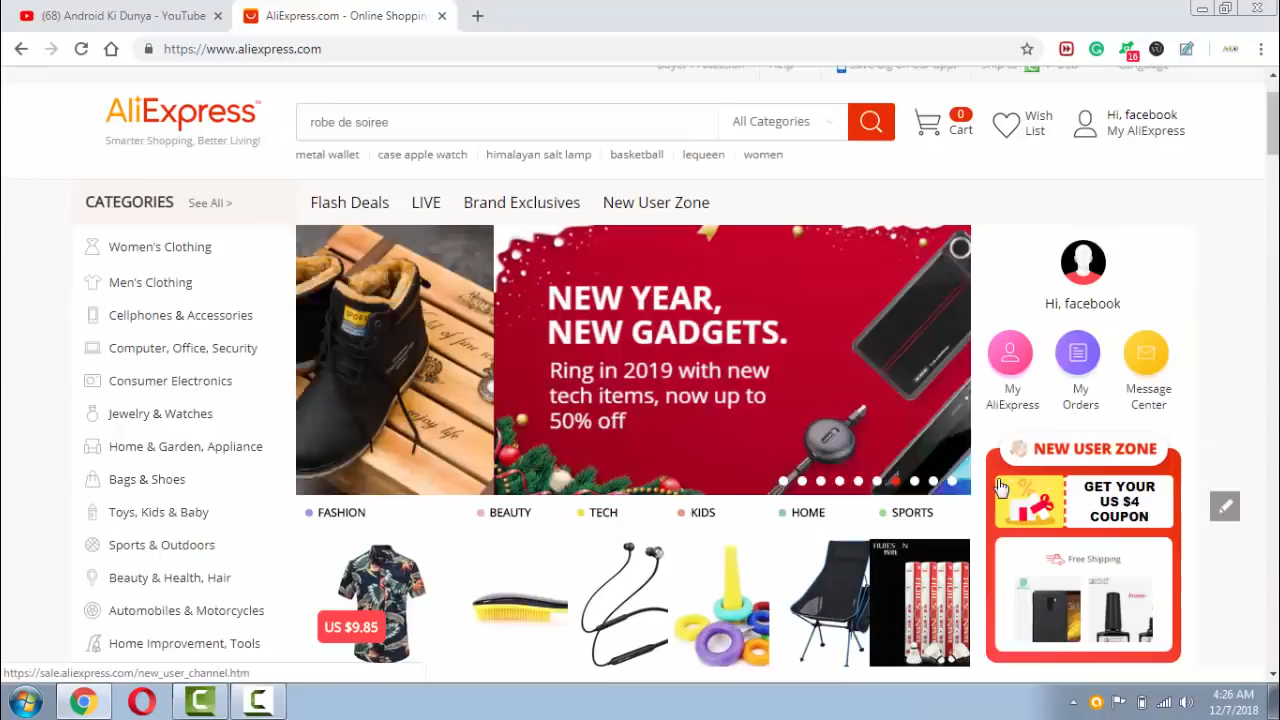 (68) Android Ki Dunya - YouTube
AliExpress.com - Online Shoppin
https://www.aliexpress.com
16
AliExpress
Smarter Shopping, Better Living!
robe de soiree
All Categories
0
Cart
Wish
List
Hi, facebook
My AliExpress
metal wallet
case apple watch
himalayan salt lamp
basketball
lequeen
women
CATEGORIES
See All >
Flash Deals
LIVE
Brand Exclusives
New User Zone
Women's Clothing
Men's Clothing
Cellphones & Accessories
Computer, Office, Security
Consumer Electronics
Jewelry & Watches
Home & Garden, Appliance
Bags & Shoes
Toys, Kids & Baby
Sports & Outdoors
Beauty & Health, Hair
Automobiles & Motorcycles
Home Improvement, Tools
NEW YEAR,
NEW GADGETS.
Ring in 2019 with new
tech items, now up to
50% off
Hi, facebook
My
AliExpress
My
Orders
Message
Center
NEW USER ZONE
GET YOUR
US $4
COUPON
Free Shipping
FASHION
BEAUTY
TECH
KIDS
HOME
SPORTS
US $9.85
https://sale.aliexpress.com/new_user_channel.htm
4:26 AM
12/7/2018